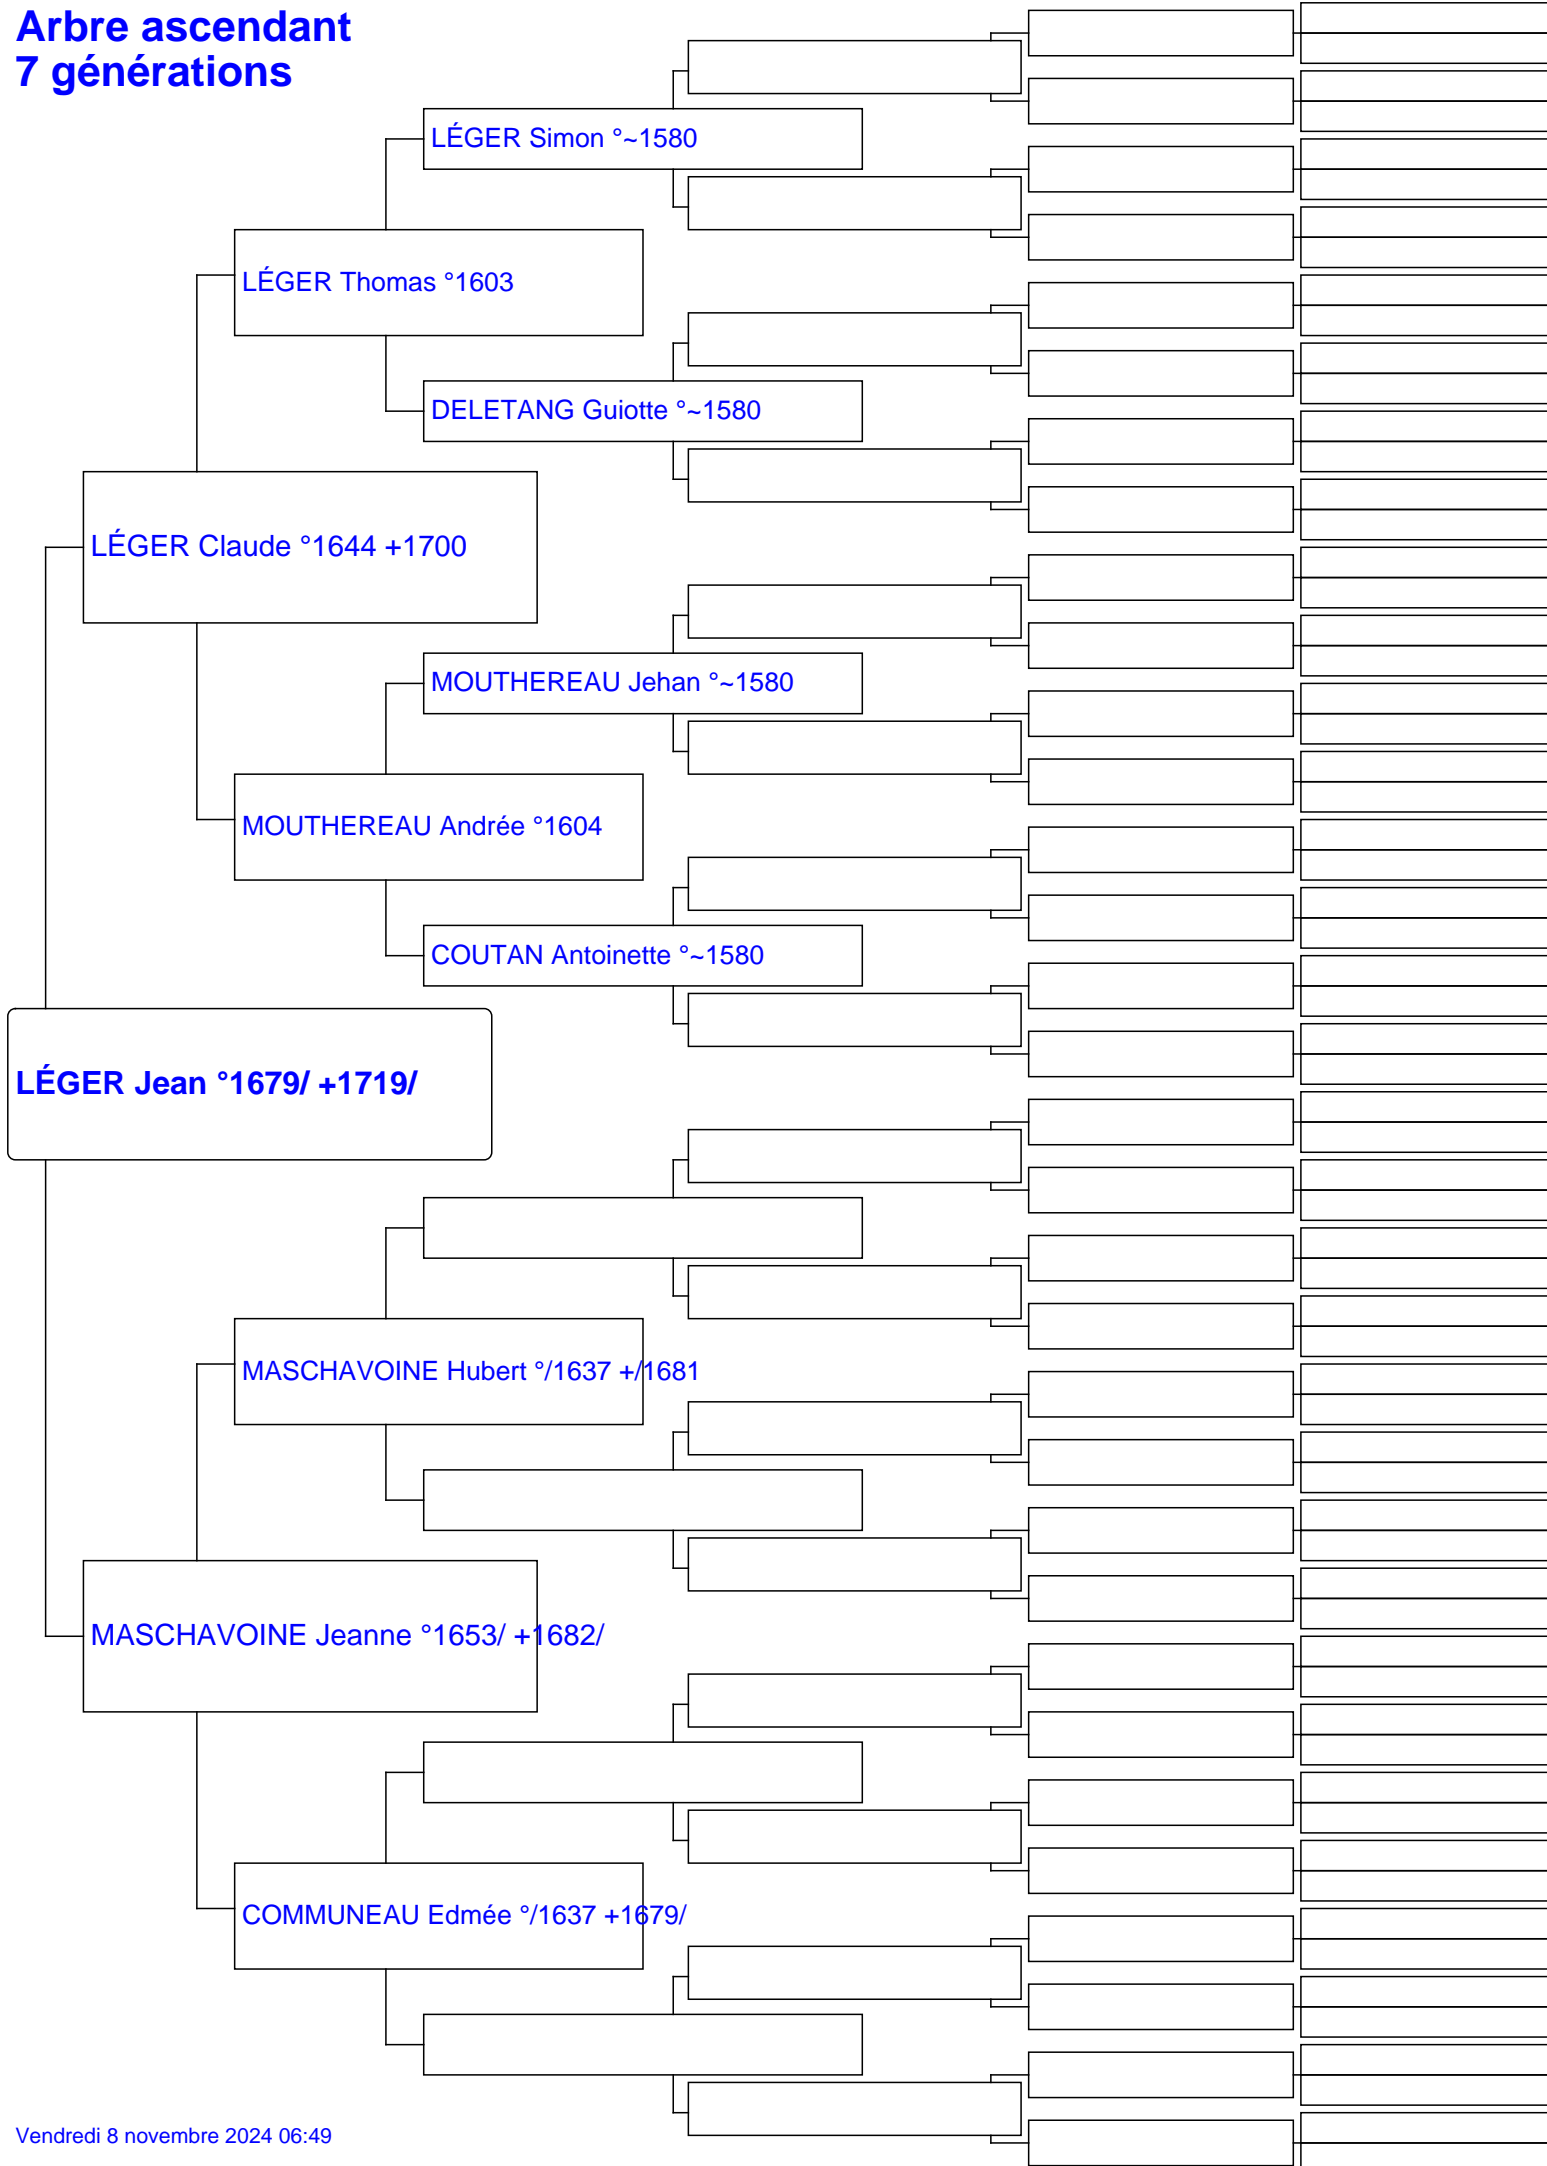 Arbre ascendant
7 générations
LÉGER Simon °~1580
LÉGER Thomas °1603
DELETANG Guiotte °~1580
LÉGER Claude °1644 +1700
MOUTHEREAU Jehan °~1580
MOUTHEREAU Andrée °1604
COUTAN Antoinette °~1580
LÉGER Jean °1679/ +1719/
MASCHAVOINE Hubert °/1637 +/1681
MASCHAVOINE Jeanne °1653/ +1682/
COMMUNEAU Edmée °/1637 +1679/
Vendredi 8 novembre 2024 06:49